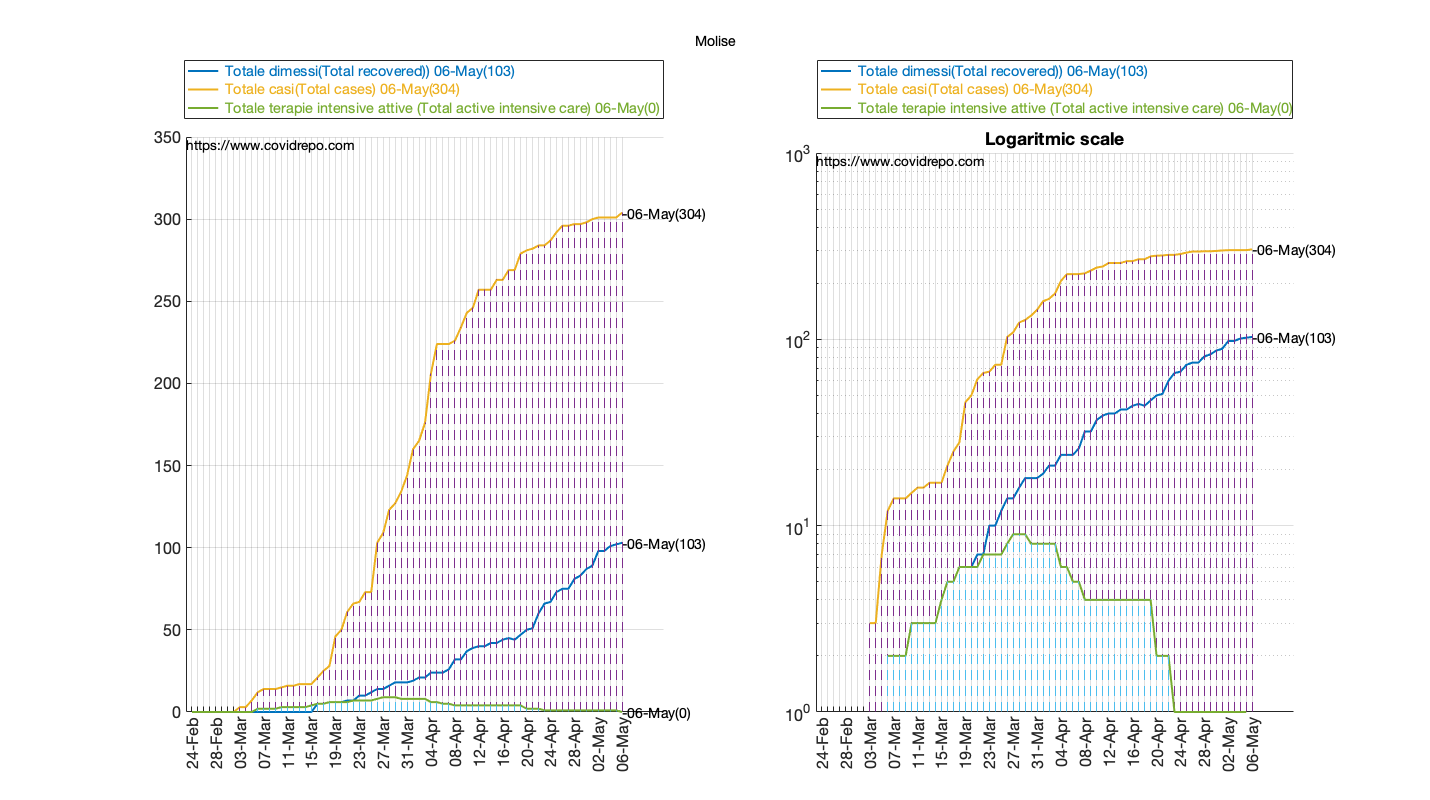 Molise
Totale dimessi(Total recovered)) 06-May(103)
Totale casi(Total cases) 06-May(304)
Totale terapie intensive attive (Total active intensive care) 06-May(0)
350
https://www.covidrepo.com
300
250
200
150
100
50
0
06-May(304)
06-May(103)
06-May(0)
24-Feb
28-Feb
03-Mar
07-Mar
11-Mar
15-Mar
19-Mar
23-Mar
27-Mar
31-Mar
04-Apr
08-Apr
12-Apr
16-Apr
20-Apr
24-Apr
28-Apr
02-May
06-May
Totale dimessi(Total recovered)) 06-May(103)
Totale casi(Total cases) 06-May(304)
Totale terapie intensive attive (Total active intensive care) 06-May(0)
Logaritmic scale
10^3
https://www.covidrepo.com
10^2
10^1
10^0
06-May(304)
06-May(103)
24-Feb
28-Feb
03-Mar
07-Mar
11-Mar
15-Mar
19-Mar
23-Mar
27-Mar
31-Mar
04-Apr
08-Apr
12-Apr
16-Apr
20-Apr
24-Apr
28-Apr
02-May
06-May